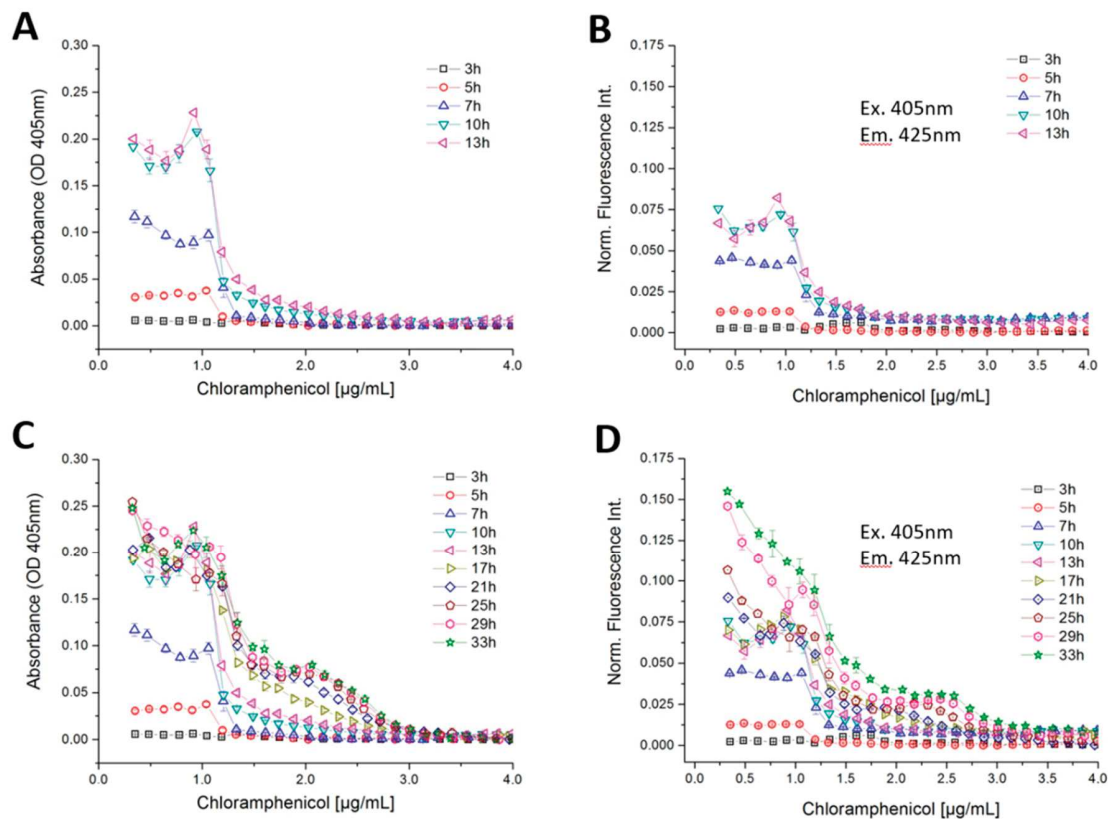 A
Absorbance (OD 405nm)
0.30
0.25
0.20
0.15
0.10
0.05
0.00
1.0
2.0
3.0
4.0
Chloramphenicol [µg/mL]
3h
5h
7h
10h
13h
B
Norm. Fluorescence Int.
0.175
0.150
0.125
0.100
0.075
0.050
0.025
0.000
0.0
0.5
1.0
1.5
2.0
2.5
3.0
3.5
4.0
Chloramphenicol [µg/mL]
Ex. 405nm
Em. 425nm
3h
5h
7h
10h
13h
C
Absorbance (OD 405nm)
0.30
0.25
0.20
0.15
0.10
0.05
0.00
1.0
2.0
3.0
4.0
Chloramphenicol [µg/mL]
3h
5h
7h
10h
13h
17h
21h
25h
29h
33h
D
Norm. Fluorescence Int.
0.175
0.150
0.125
0.100
0.075
0.050
0.025
0.000
0.0
0.5
1.0
1.5
2.0
2.5
3.0
3.5
4.0
Chloramphenicol [µg/mL]
Ex. 405nm
Em. 425nm
3h
5h
7h
10h
13h
17h
21h
25h
29h
33h